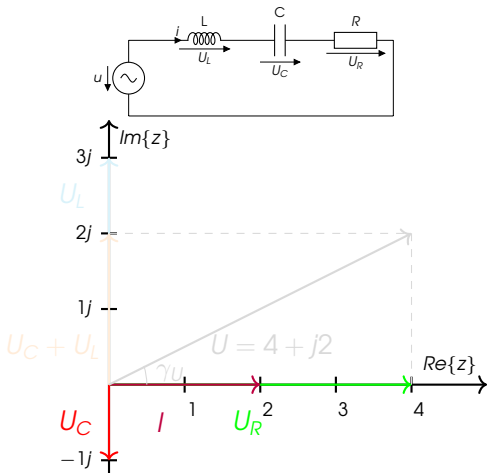 L
C
R
i
U_L
U_C
U_R
u
Im{z}
3j
U_L
2j
1j
U_C + U_L
U = 4 + j2
γ_U
Re{z}
1
2
3
4
U_C
I
U_R
−1j